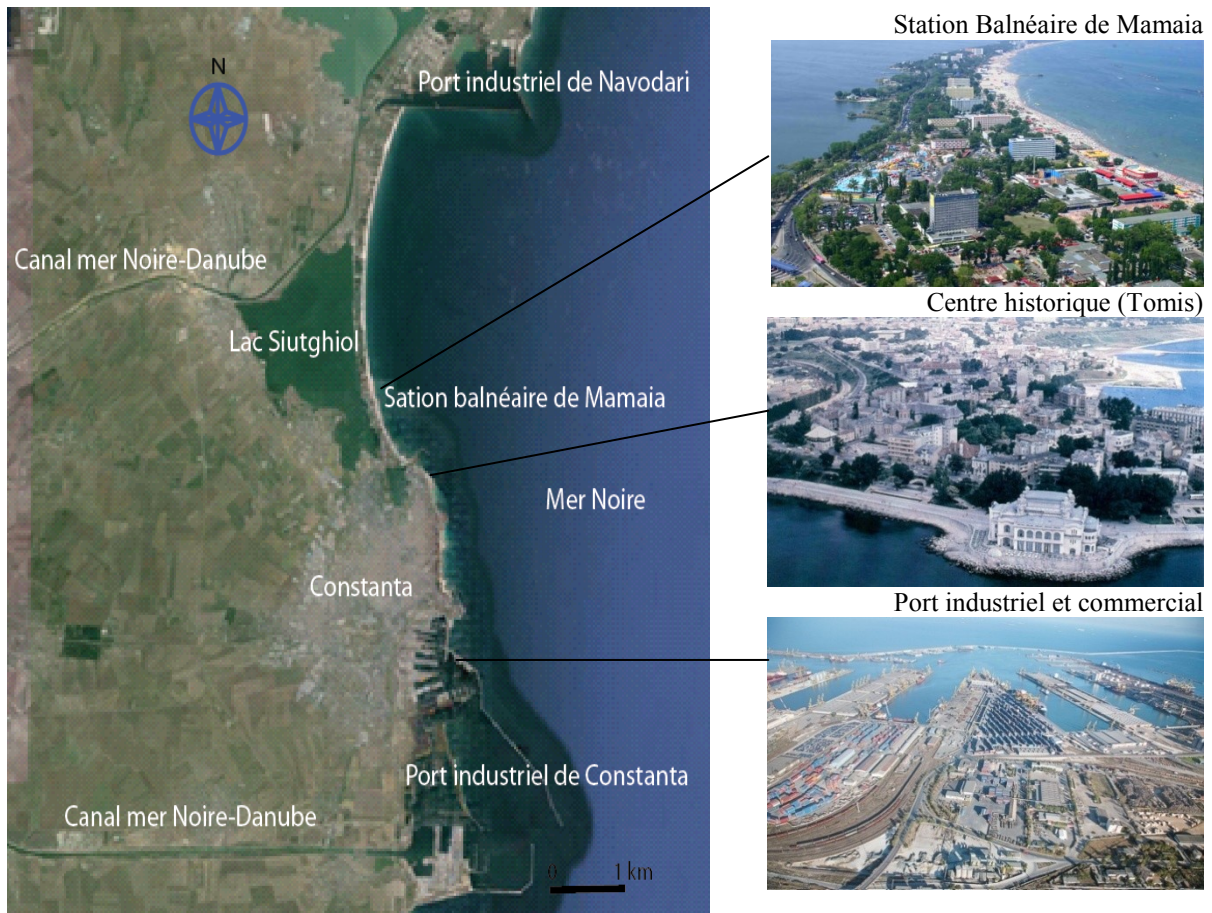 Station Balnéaire de Mamaia
N
Port industriel de Navodari
Canal mer Noire-Danube
Lac Siutghiol
Sation balnéaire de Mamaia
Mer Noire
Constanta
Port industriel de Constanta
Canal mer Noire-Danube
0 1 km
Centre historique (Tomis)
Port industriel et commercial